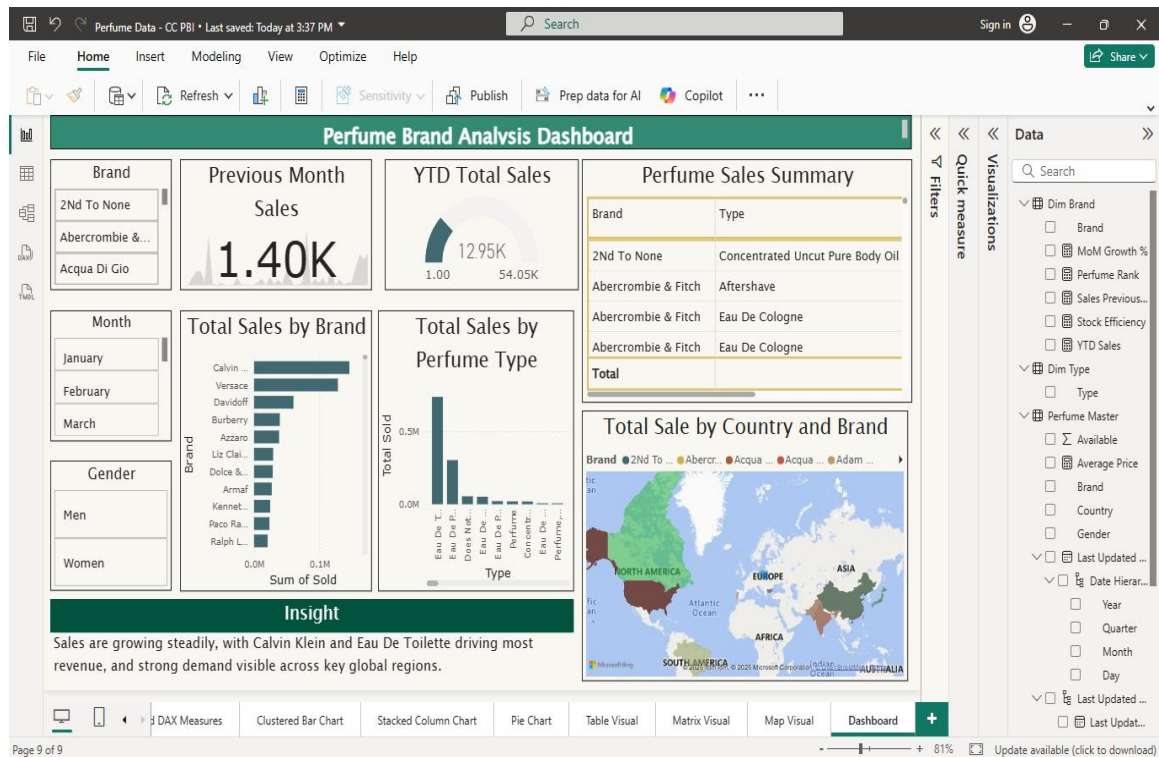 Perfume Data - CC PBI • Last saved: Today at 3:37 PM
Search
Sign in
File Home Insert Modeling View Optimize Help
Share
Refresh
Sensitivity
Publish
Prep data for AI
Copilot
...
Perfume Brand Analysis Dashboard
Brand
2Nd To None
Abercrombie &...
Acqua Di Gio
Previous Month
Sales
1.40K
YTD Total Sales
12.95K
1.00 54.05K
Perfume Sales Summary
Brand Type
2Nd To None Concentrated Uncut Pure Body Oil
Abercrombie & Fitch Aftershave
Abercrombie & Fitch Eau De Cologne
Abercrombie & Fitch Eau De Cologne
Total
Month
January
February
March
Total Sales by Brand
Brand
Calvin ...
Versace
Davidoff
Burberry
Azzaro
Liz Clai...
Dolce &...
Armaf
Kennet...
Paco Ra...
Ralph L...
0.0M 0.1M
Sum of Sold
Total Sales by
Perfume Type
Total Sold
0.5M
0.0M
Eau De T...
Eau De P...
Does Not...
Eau De ...
Eau De P...
Perfume
Concentr...
Eau De ...
Perfume,...
Type
Total Sale by Country and Brand
Brand 2Nd To ... Abercr... Acqua ... Acqua ... Adam ...
NORTH AMERICA
EUROPE
ASIA
Atlantic
Ocean
AFRICA
SOUTH AMERICA
Indian
Ocean
AUSTRALIA
Microsoft Bing
© 2025 Microsoft Corporation
Gender
Men
Women
Insight
Sales are growing steadily, with Calvin Klein and Eau De Toilette driving most
revenue, and strong demand visible across key global regions.
Filters
Quick measure
Visualizations
Data
Search
Dim Brand
Brand
MoM Growth %
Perfume Rank
Sales Previous...
Stock Efficiency
YTD Sales
Dim Type
Type
Perfume Master
Available
Average Price
Brand
Country
Gender
Last Updated ...
Date Hierar...
Year
Quarter
Month
Day
Last Updated ...
Last Updat...
DAX
TMDL
d DAX Measures Clustered Bar Chart Stacked Column Chart Pie Chart Table Visual Matrix Visual Map Visual Dashboard +
Page 9 of 9
- + 81%
Update available (click to download)